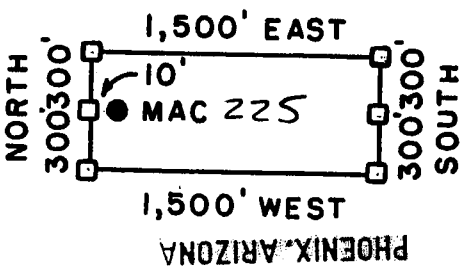 1,500' EAST
NORTH
300'
300'
10'
MAC 225
300'
300'
SOUTH
1,500' WEST
PHOENIX, ARIZONA